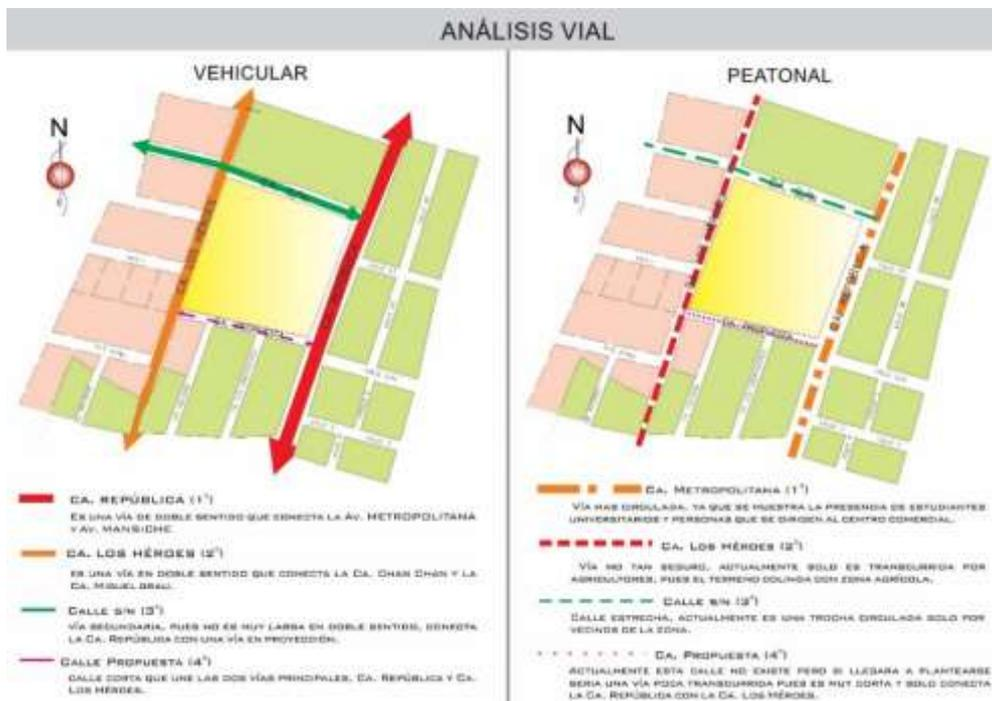 ANÁLISIS VIAL
VEHICULAR
N
CA. REPÚBLICA (1°)
ES UNA VÍA DE DOBLE SENTIDO QUE CONECTA LA AV. METROPOLITANA
Y AV. MANSICHE.
CA. LOS HÉROES (2°)
ES UNA VÍA EN DOBLE SENTIDO QUE CONECTA LA CA. CHAN CHAN Y LA
CA. MIGUEL GRAU.
CALLE S/N (3°)
VÍA SECUNDARIA, PUES NO ES MUY LARGA EN DOBLE SENTIDO, CONECTA
LA CA. REPÚBLICA CON UNA VÍA EN PROYECCIÓN.
CALLE PROPUESTA (4°)
CALLE CORTA QUE UNE LAS DOS VÍAS PRINCIPALES, CA. REPÚBLICA Y CA.
LOS HÉROES.
PEATONAL
N
CA. METROPOLITANA (1°)
VÍA MAS CIRCULADA, YA QUE SE MUESTRA LA PRESENCIA DE ESTUDIANTES
UNIVERSITARIOS Y PERSONAS QUE SE DIRIGEN AL CENTRO COMERCIAL.
CA. LOS HÉROES (2°)
VÍA NO TAN SEGURO, ACTUALMENTE SOLO ES TRANSCURRIDA POR
AGRICULTORES, PUES EL TERRENO COLINDA CON ZONA AGRÍCOLA.
CALLE S/N (3°)
CALLE ESTRECHA, ACTUALMENTE ES UNA TROCHA CIRCULADA SOLO POR
VECINOS DE LA ZONA.
CA. PROPUESTA (4°)
ACTUALMENTE ESTA CALLE NO EXISTE PERO SI LLEGARA A PLANTEARSE
SERIA UNA VÍA POCA TRANSCURRIDA PUES ES MUY CORTA Y SOLO CONECTA
LA CA. REPÚBLICA CON LA CA. LOS HÉROES.